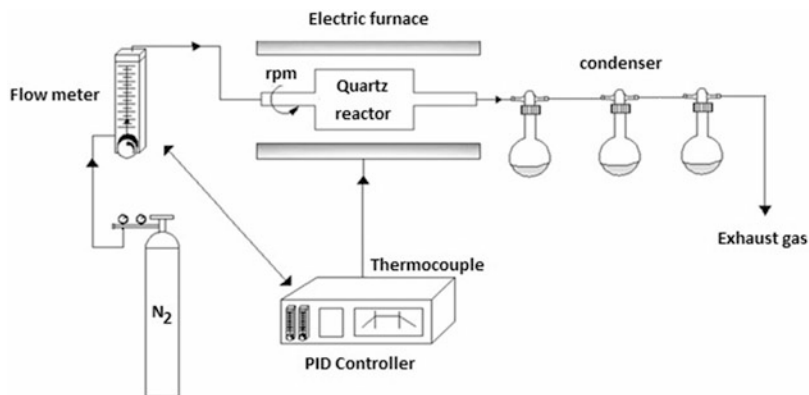 Electric furnace
Flow meter
rpm
Quartz
reactor
condenser
Exhaust gas
Thermocouple
N2
PID Controller